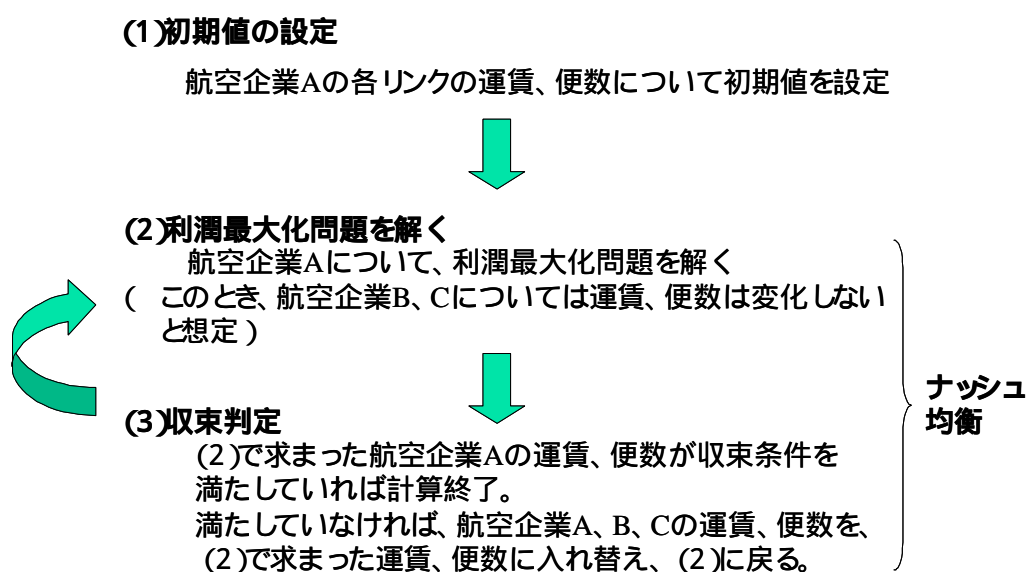 (1)初期値の設定
航空企業Aの各リンクの運賃、便数について初期値を設定
(2)利潤最大化問題を解く
航空企業Aについて、利潤最大化問題を解く
( このとき、航空企業B、Cについては運賃、便数は変化しない
と想定)
(3)収束判定
(2)で求まった航空企業Aの運賃、便数が収束条件を
満たしていれば計算終了。
満たしていなければ、航空企業A、B、Cの運賃、便数を、
(2)で求まった運賃、便数に入れ替え、(2)に戻る。
ナッシュ
均衡